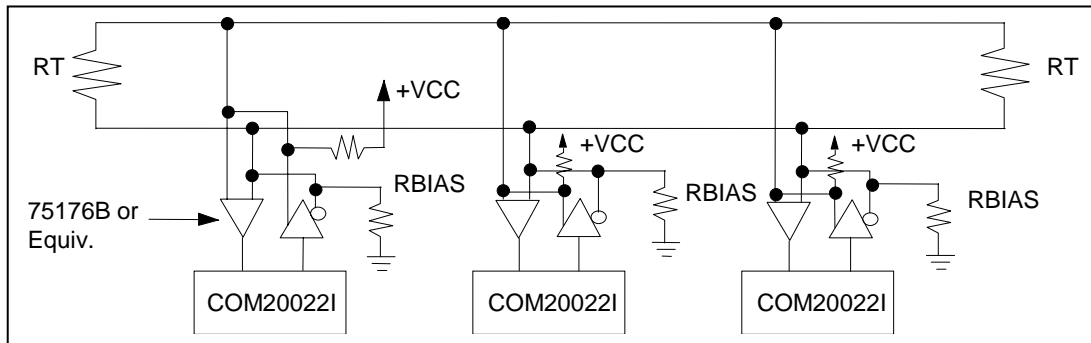 RT
+VCC
RT
+VCC
+VCC
RBIAS
RBIAS
RBIAS
75176B or
Equiv.
COM20022I
COM20022I
COM20022I